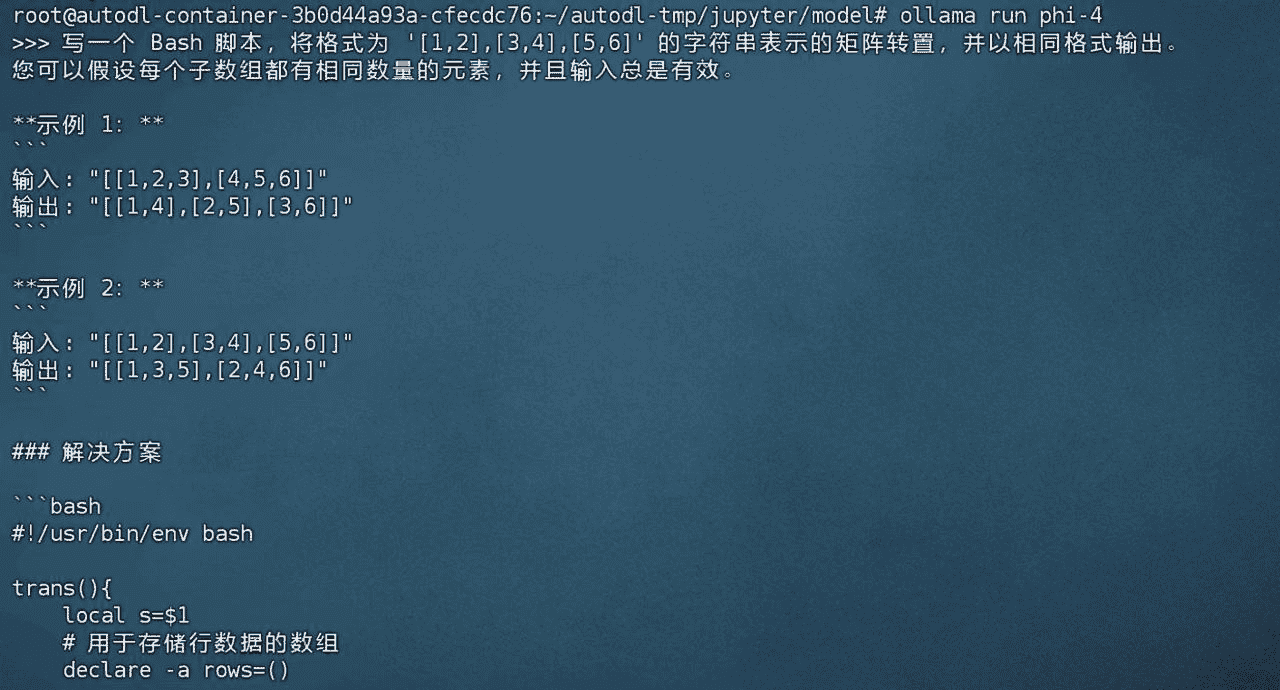 root@autodl-container-3b0d44a93a-cfecdc76:~/autodl-tmp/jupyter/model# ollama run phi-4
>>> 写一个 Bash 脚本，将格式为 '[1,2],[3,4],[5,6]' 的字符串表示的矩阵转置，并以相同格式输出。
您可以假设每个子数组都有相同数量的元素，并且输入总是有效。
**示例 1：**
```
输入："[[1,2,3],[4,5,6]]"
输出："[[1,4],[2,5],[3,6]]"
```
**示例 2：**
```
输入："[[1,2],[3,4],[5,6]]"
输出："[[1,3,5],[2,4,6]]"
```
### 解决方案
```bash
#!/usr/bin/env bash
trans(){
    local s=$1
    # 用于存储行数据的数组
    declare -a rows=()